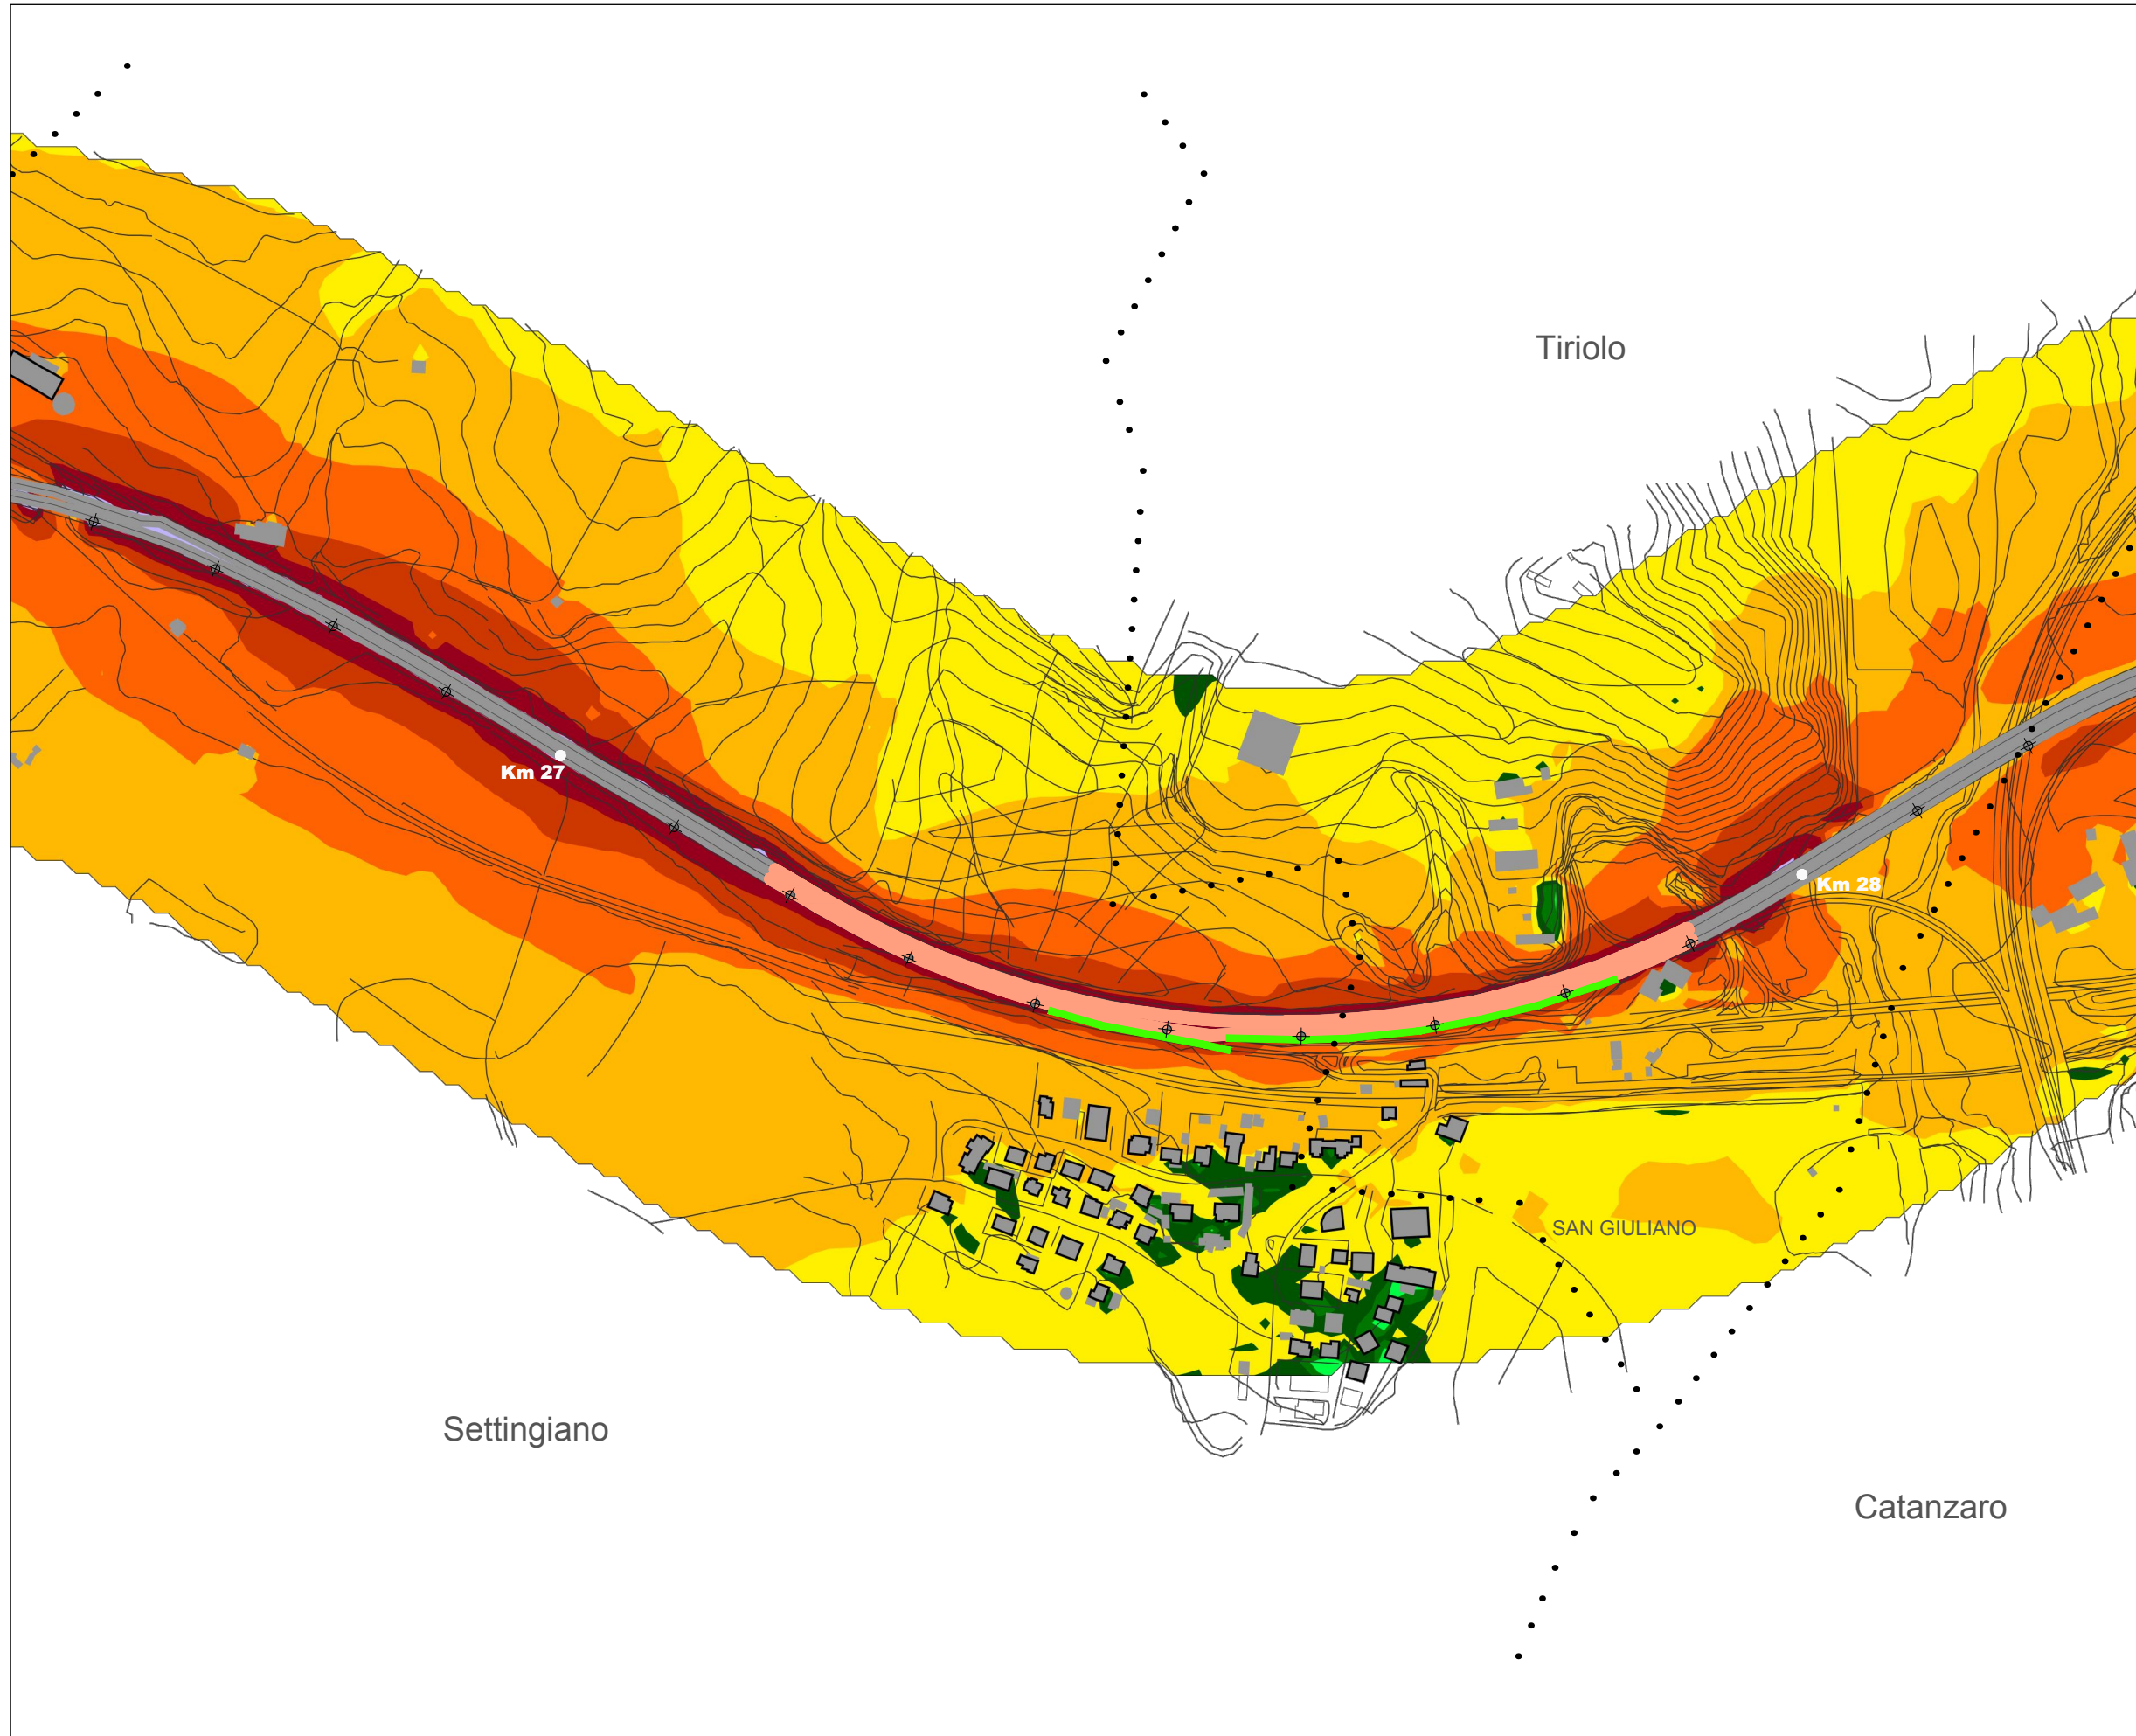 Tiriolo
Km 27
Km 28
SAN GIULIANO
Settingiano
Catanzaro